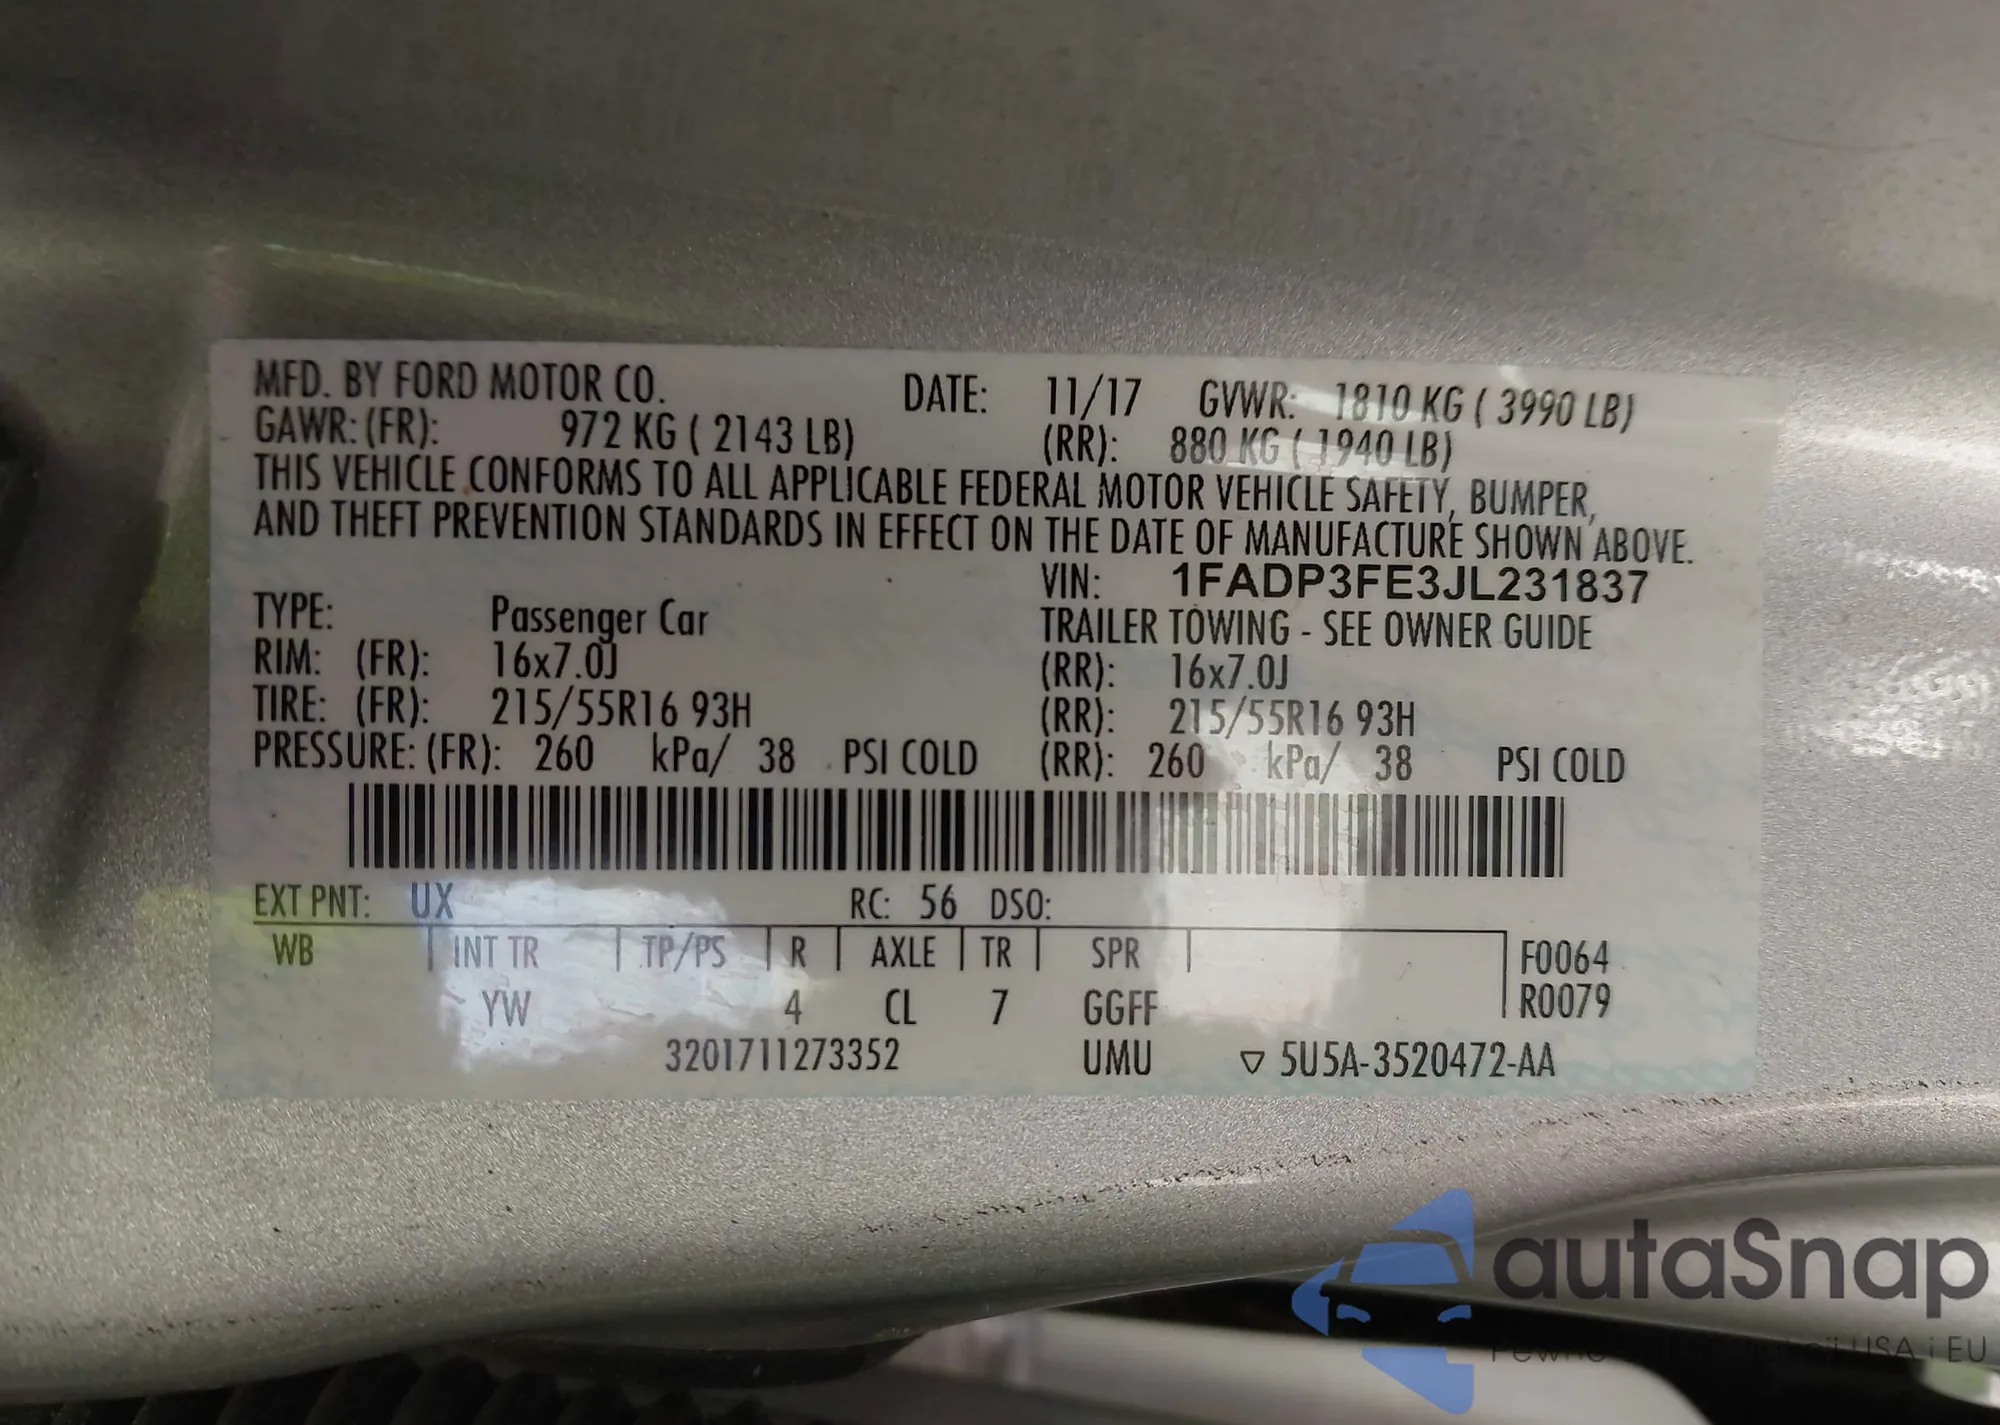 MFD. BY FORD MOTOR CO. DATE: 11/17 GVWR: 1810 KG ( 3990 LB)
GAWR: (FR): 972 KG ( 2143 LB) (RR): 880 KG ( 1940 LB)
THIS VEHICLE CONFORMS TO ALL APPLICABLE FEDERAL MOTOR VEHICLE SAFETY, BUMPER,
AND THEFT PREVENTION STANDARDS IN EFFECT ON THE DATE OF MANUFACTURE SHOWN ABOVE.
VIN: 1FADP3FE3JL231837
TYPE: Passenger Car TRAILER TOWING - SEE OWNER GUIDE
RIM: (FR): 16x7.0J (RR): 16x7.0J
TIRE: (FR): 215/55R16 93H (RR): 215/55R16 93H
PRESSURE: (FR): 260 kPa/ 38 PSI COLD (RR): 260 kPa/ 38 PSI COLD
EXT PNT: UX RC: 56 DSO:
WB INT TR TP/PS R AXLE TR SPR F0064
YW 4 CL 7 GGFF R0079
3201711273352 UMU ▽ 5U5A-3520472-AA
autaSnap
USA i EU